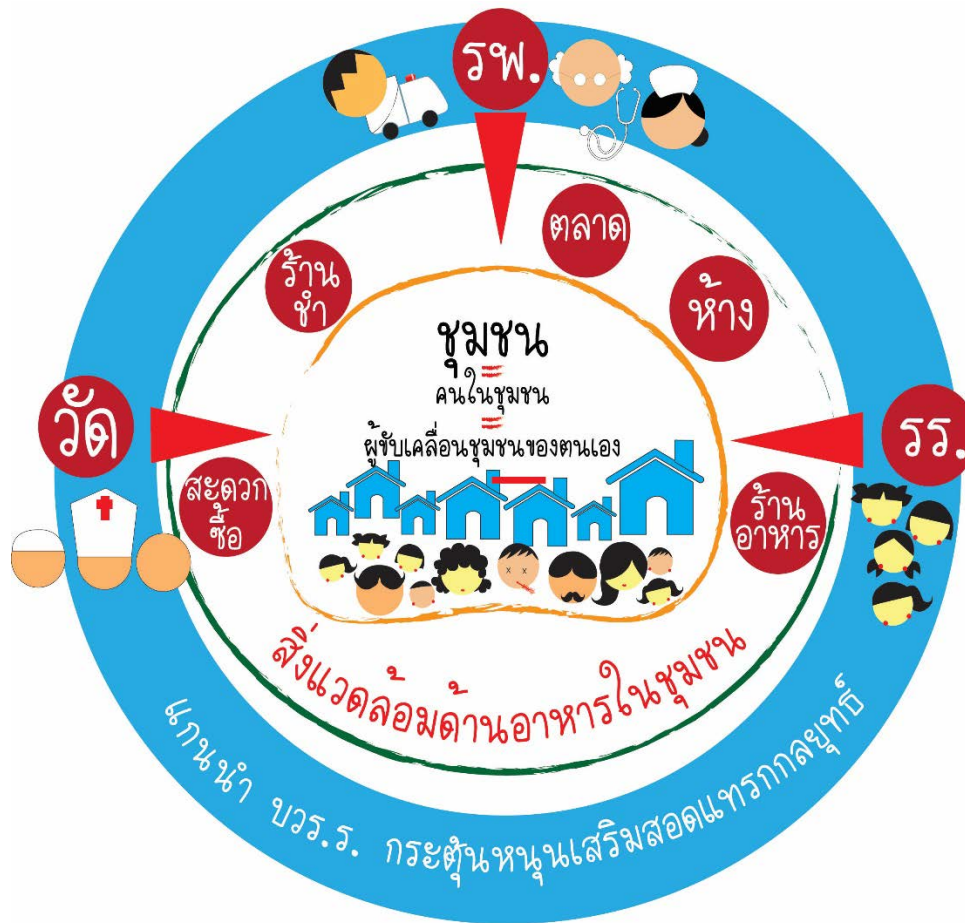 รพ.
ตลาด
ร้าน
ชำ
ห้าง
ชุมชน
=
คนในชุมชน
=
ผู้ขับเคลื่อนชุมชนของตนเอง
วัด
รร.
สะดวก
ซื้อ
ร้าน
อาหาร
สิ่งแวดล้อมด้านอาหารในชุมชน
แกนนำ บวร.ร. กระตุ้นหนุนเสริมสอดแทรกกลยุทธ์